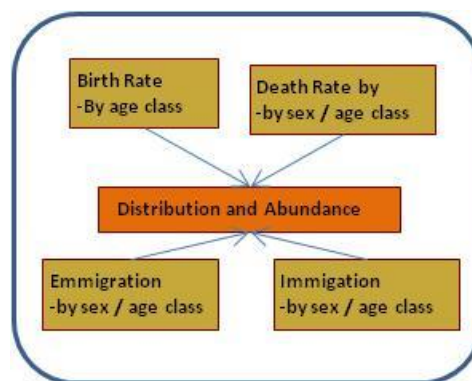 Birth Rate
-By age class
Death Rate by
-by sex / age class
Distribution and Abundance
Emmigration
-by sex / age class
Immigation
-by sex / age class